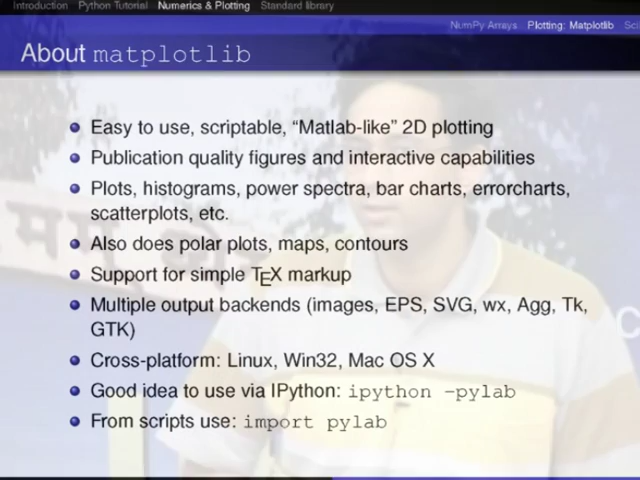 Introduction Python Tutorial Numerics & Plotting Standard library
NumPy Arrays Plotting: Matplotlib
About matplotlib
Easy to use, scriptable, “Matlab-like” 2D plotting
Publication quality figures and interactive capabilities
Plots, histograms, power spectra, bar charts, errorcharts,
scatterplots, etc.
Also does polar plots, maps, contours
Support for simple TEX markup
Multiple output backends (images, EPS, SVG, wx, Agg, Tk,
GTK)
Cross-platform: Linux, Win32, Mac OS X
Good idea to use via IPython: ipython -pylab
From scripts use: import pylab